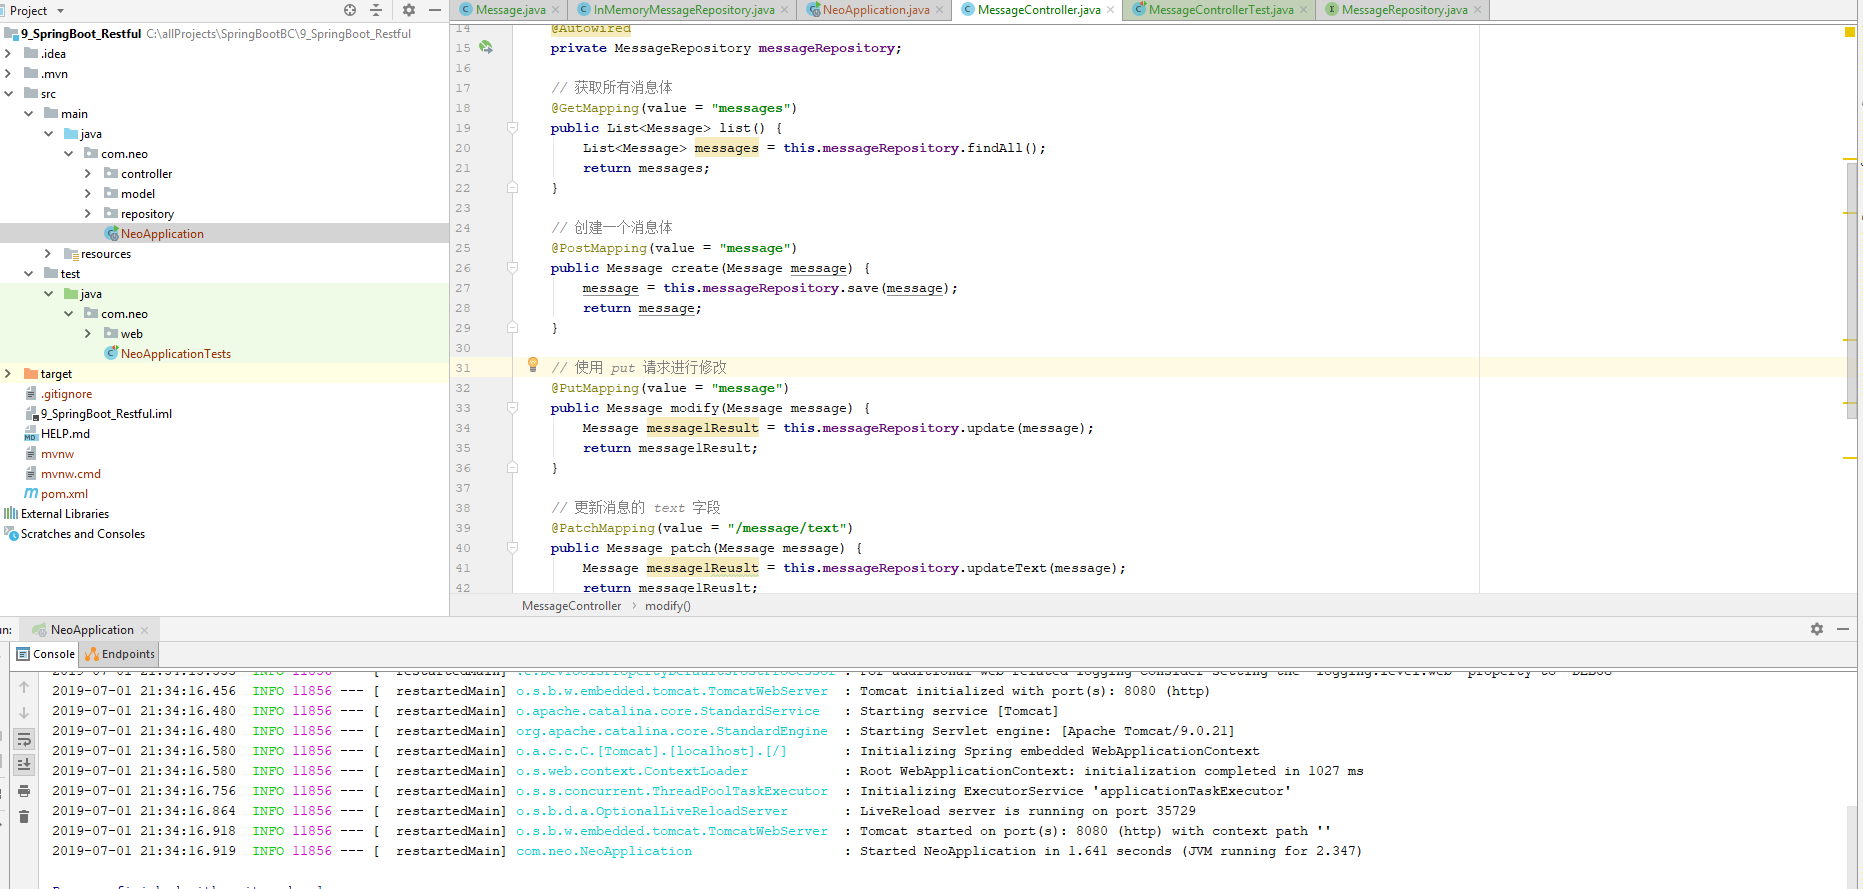 Project
Message.java
InMemoryMessageRepository.java
NeoApplication.java
MessageController.java
MessageControllerTest.java
MessageRepository.java
9_SpringBoot_Restful C:\allProjects\SpringBootBC\9_SpringBoot_Restful
.idea
.mvn
src
main
java
com.neo
controller
model
repository
NeoApplication
resources
test
java
com.neo
web
NeoApplicationTests
target
.gitignore
9_SpringBoot_Restful.iml
HELP.md
mvnw
mvnw.cmd
pom.xml
External Libraries
Scratches and Consoles
14 @Autowired
15 private MessageRepository messageRepository;
16
17 // 获取所有消息体
18 @GetMapping(value = "messages")
19 public List<Message> list() {
20 List<Message> messages = this.messageRepository.findAll();
21 return messages;
22 }
23
24 // 创建一个消息体
25 @PostMapping(value = "message")
26 public Message create(Message message) {
27 message = this.messageRepository.save(message);
28 return message;
29 }
30
31 // 使用 put 请求进行修改
32 @PutMapping(value = "message")
33 public Message modify(Message message) {
34 Message messagelResult = this.messageRepository.update(message);
35 return messagelResult;
36 }
37
38 // 更新消息的 text 字段
39 @PatchMapping(value = "/message/text")
40 public Message patch(Message message) {
41 Message messagelReuslt = this.messageRepository.updateText(message);
42 return messagelReuslt;
MessageController › modify()
un: NeoApplication
Console Endpoints
2019-07-01 21:34:16.456 INFO 11856 --- [ restartedMain] o.s.b.w.embedded.tomcat.TomcatWebServer : Tomcat initialized with port(s): 8080 (http)
2019-07-01 21:34:16.480 INFO 11856 --- [ restartedMain] o.apache.catalina.core.StandardService : Starting service [Tomcat]
2019-07-01 21:34:16.480 INFO 11856 --- [ restartedMain] org.apache.catalina.core.StandardEngine : Starting Servlet engine: [Apache Tomcat/9.0.21]
2019-07-01 21:34:16.580 INFO 11856 --- [ restartedMain] o.a.c.c.C.[Tomcat].[localhost].[/] : Initializing Spring embedded WebApplicationContext
2019-07-01 21:34:16.580 INFO 11856 --- [ restartedMain] o.s.web.context.ContextLoader : Root WebApplicationContext: initialization completed in 1027 ms
2019-07-01 21:34:16.756 INFO 11856 --- [ restartedMain] o.s.s.concurrent.ThreadPoolTaskExecutor : Initializing ExecutorService 'applicationTaskExecutor'
2019-07-01 21:34:16.864 INFO 11856 --- [ restartedMain] o.s.b.d.a.OptionalLiveReloadServer : LiveReload server is running on port 35729
2019-07-01 21:34:16.918 INFO 11856 --- [ restartedMain] o.s.b.w.embedded.tomcat.TomcatWebServer : Tomcat started on port(s): 8080 (http) with context path ''
2019-07-01 21:34:16.919 INFO 11856 --- [ restartedMain] com.neo.NeoApplication : Started NeoApplication in 1.641 seconds (JVM running for 2.347)